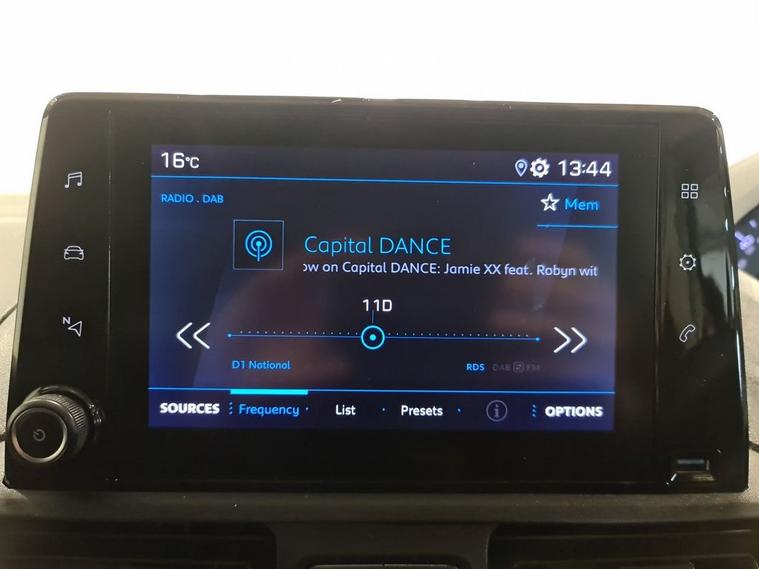 16°C 13:44
RADIO . DAB
Mem
Capital DANCE
ow on Capital DANCE: Jamie XX feat. Robyn wit
11D
D1 National
RDS DAB FM
SOURCES Frequency List Presets i OPTIONS
N